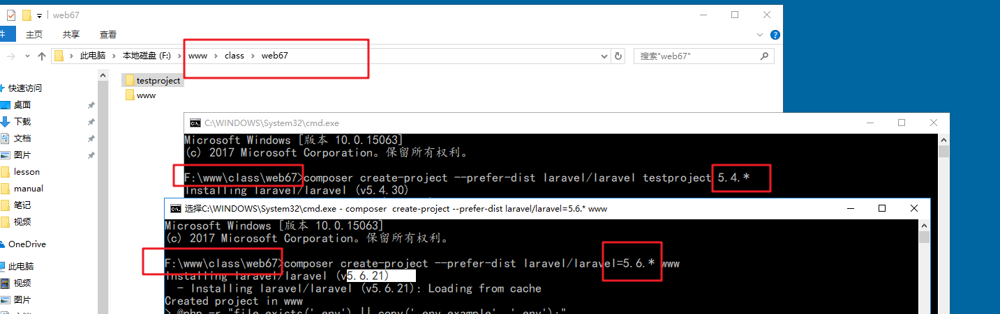 web67
件
主页 共享 查看
此电脑 本地磁盘 (F:) www class web67
搜索"web67"
快速访问
桌面
下载
文档
图片
lesson
manual
笔记
视频
OneDrive
此电脑
视频
图片
testproject
www
C:\WINDOWS\System32\cmd.exe
Microsoft Windows [版本 10.0.15063]
(c) 2017 Microsoft Corporation。保留所有权利。
F:\www\class\web67>composer create-project --prefer-dist laravel/laravel testproject 5.4.*
Installing laravel/laravel (v5.4.30)
选择C:\WINDOWS\System32\cmd.exe - composer  create-project --prefer-dist laravel/laravel=5.6.* www
Microsoft Windows [版本 10.0.15063]
(c) 2017 Microsoft Corporation。保留所有权利。
F:\www\class\web67>composer create-project --prefer-dist laravel/laravel=5.6.* www
Installing laravel/laravel (v5.6.21)
- Installing laravel/laravel (v5.6.21): Loading from cache
Created project in www
> @php -r "file_exists('.env') || copy('.env.example', '.env');"